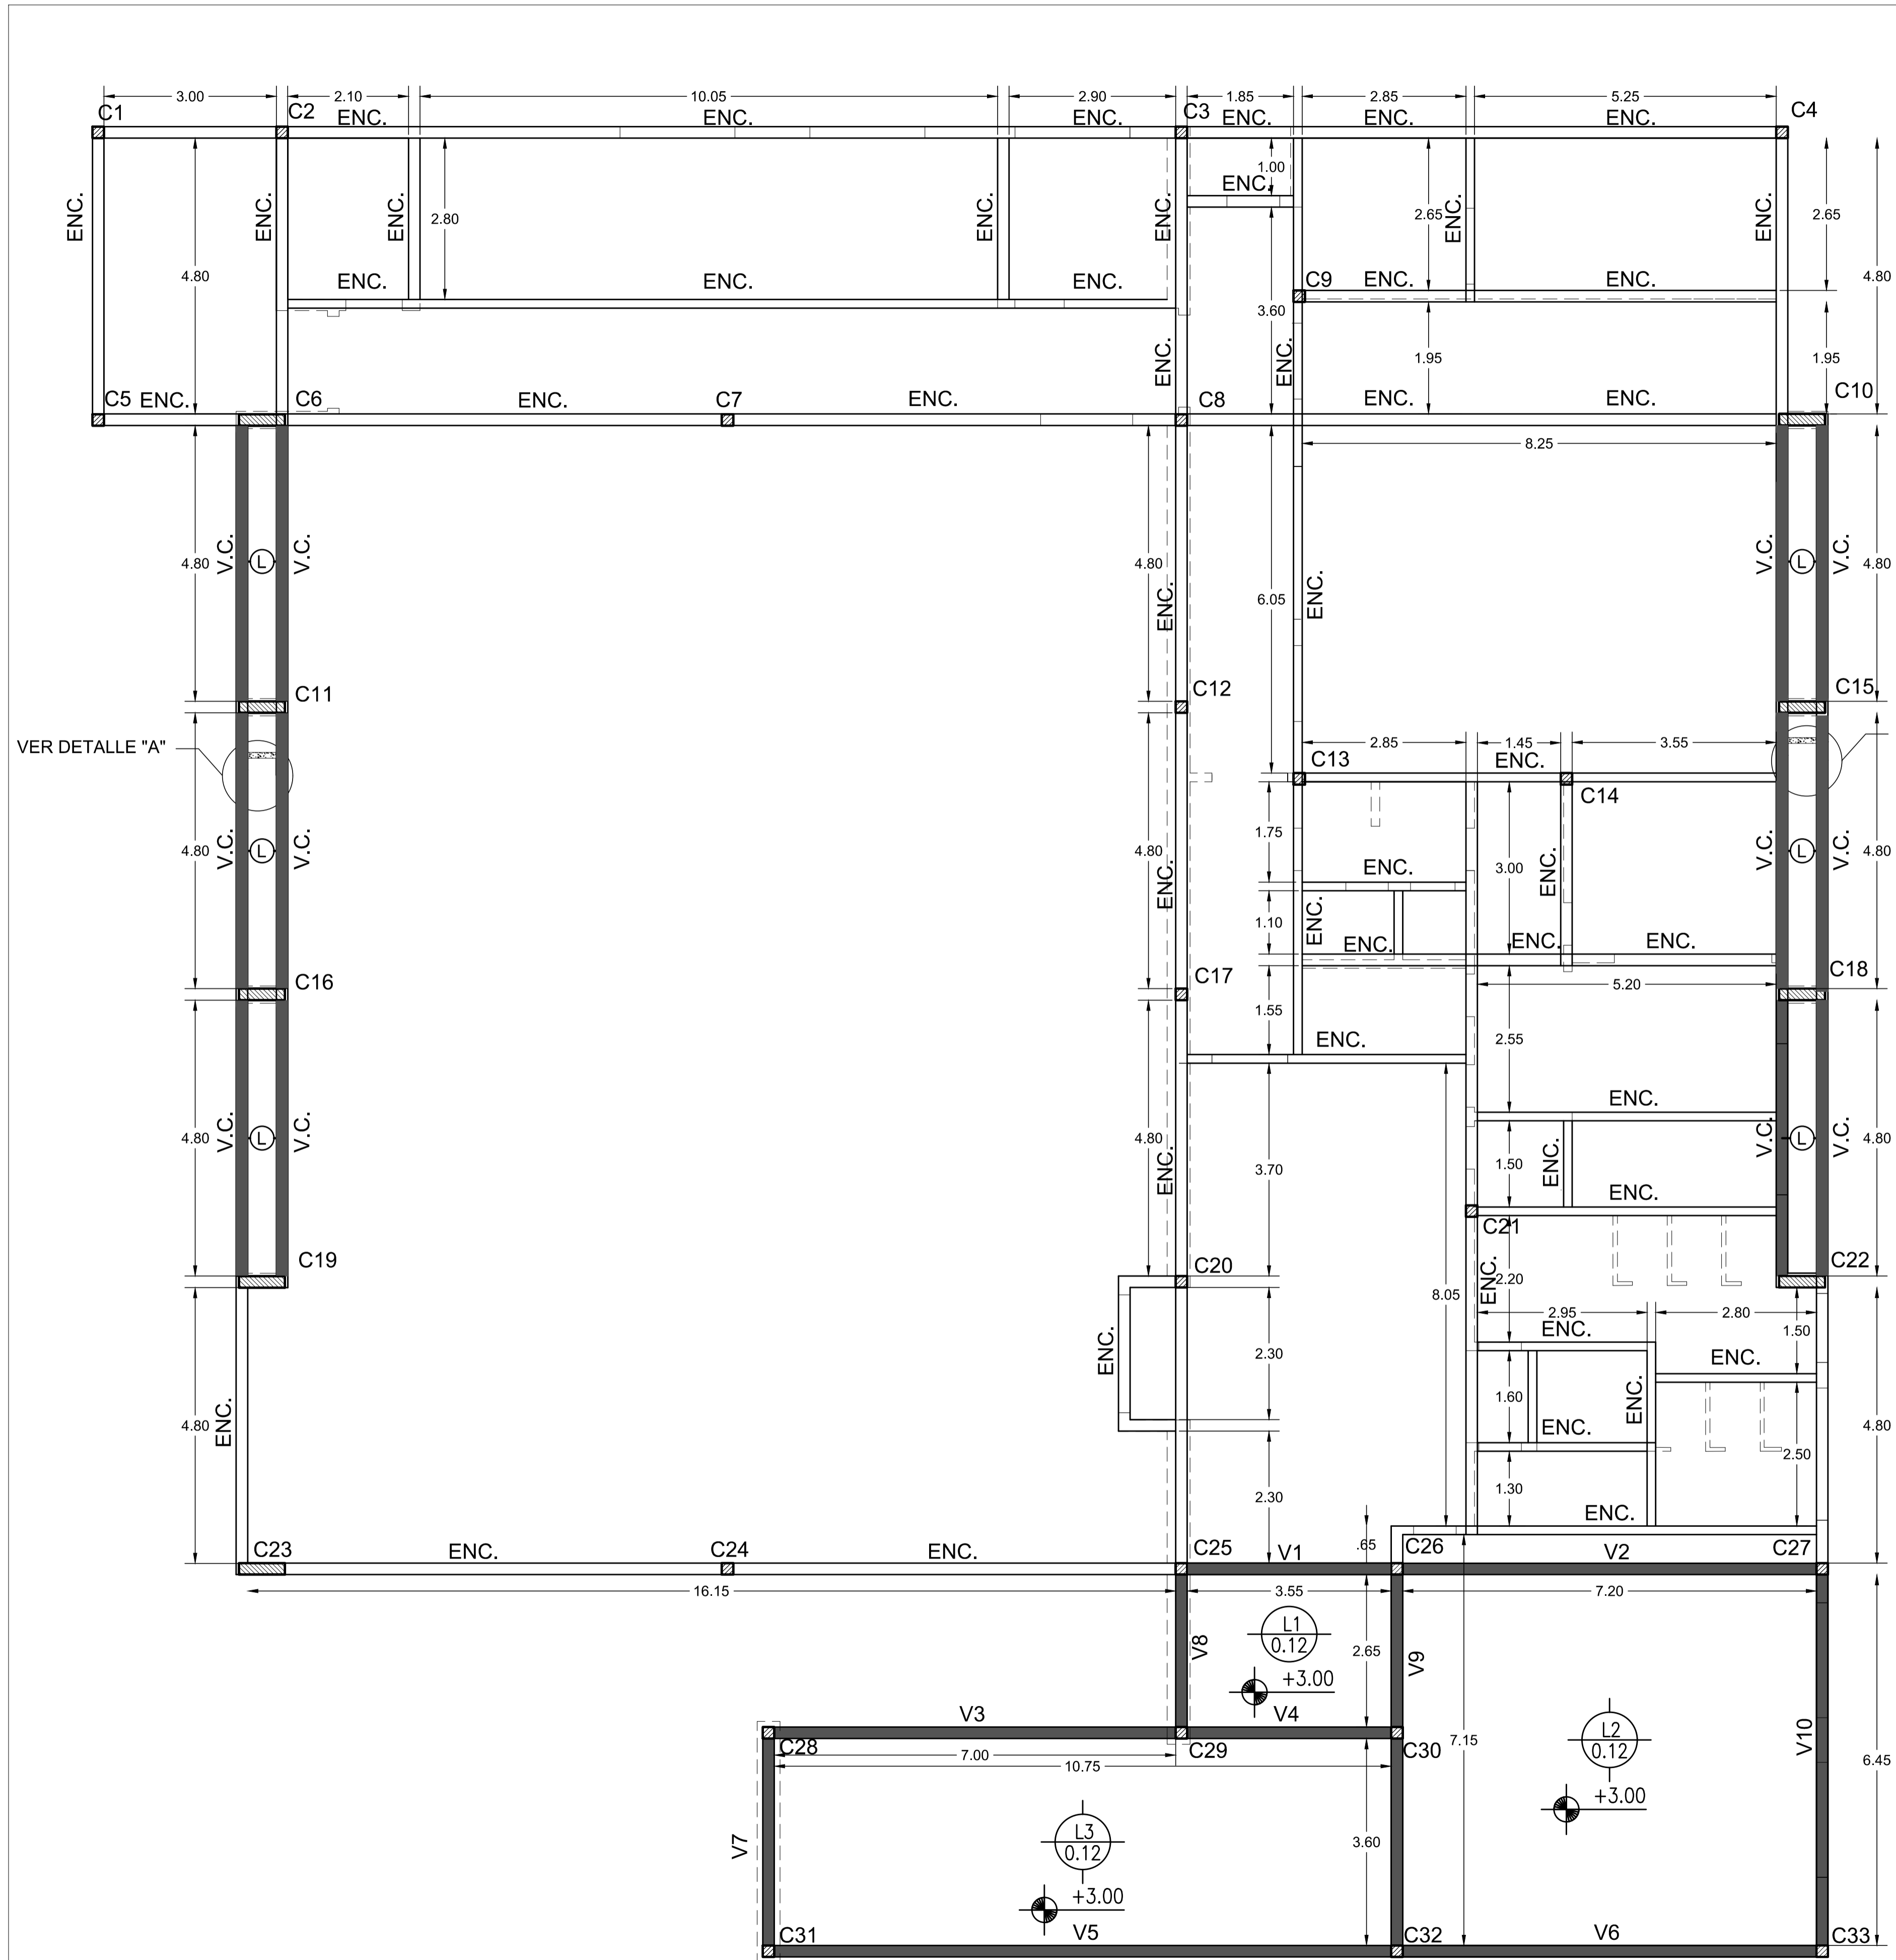 3.00
2.10
10.05
2.90
1.85
2.85
5.25
C1
C2
ENC.
ENC.
ENC.
C3
ENC.
ENC.
ENC.
C4
ENC.
4.80
ENC.
ENC.
2.80
ENC.
ENC.
1.00
ENC.
2.65
ENC.
ENC.
2.65
4.80
ENC.
ENC.
ENC.
C9
ENC.
ENC.
3.60
ENC.
ENC.
1.95
1.95
C5
ENC.
C6
ENC.
C7
ENC.
C8
ENC.
ENC.
C10
8.25
4.80
V.C.
L
V.C.
4.80
ENC.
6.05
ENC.
V.C.
L
V.C.
4.80
C11
C12
C15
VER DETALLE "A"
2.85
1.45
3.55
C13
ENC.
C14
4.80
V.C.
L
V.C.
4.80
ENC.
1.75
ENC.
3.00
ENC.
V.C.
L
V.C.
4.80
1.10
ENC.
ENC.
ENC.
ENC.
C16
C17
C18
5.20
1.55
ENC.
2.55
4.80
V.C.
L
V.C.
4.80
ENC.
3.70
ENC.
1.50
ENC.
ENC.
V.C.
L
V.C.
4.80
C21
C19
C20
C22
ENC.
2.20
8.05
2.95
2.80
ENC.
1.50
ENC.
2.30
ENC.
1.60
ENC.
ENC.
4.80
ENC.
2.30
2.50
4.80
1.30
ENC.
C23
ENC.
C24
ENC.
C25
V1
.65
C26
V2
C27
16.15
3.55
7.20
L1
0.12
V8
2.65
V9
+3.00
V3
V4
L2
0.12
V10
C28
7.00
C29
C30
7.15
10.75
6.45
+3.00
V7
L3
0.12
3.60
+3.00
C31
V5
C32
V6
C33